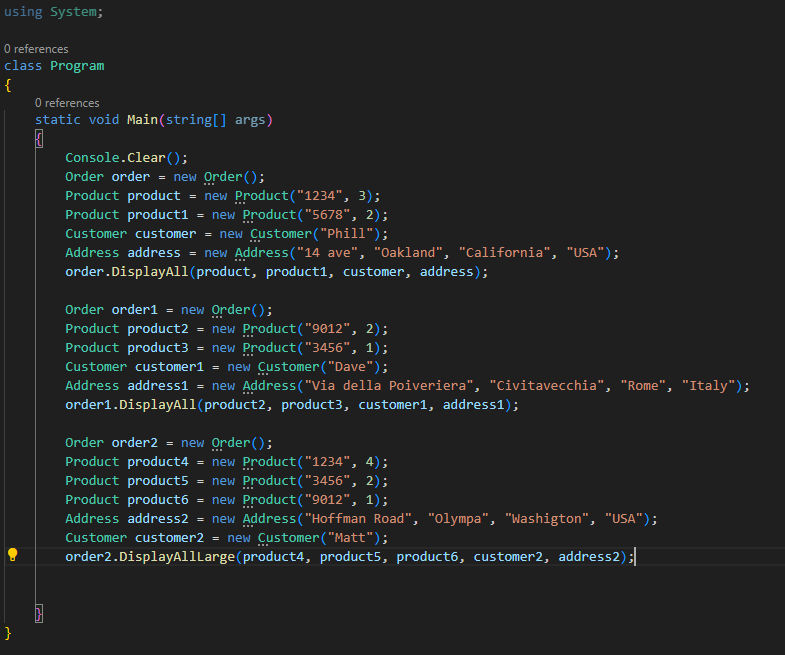 using System;
0 references
class Program
{
0 references
static void Main(string[] args)
{
Console.Clear();
Order order = new Order();
Product product = new Product("1234", 3);
Product product1 = new Product("5678", 2);
Customer customer = new Customer("Phill");
Address address = new Address("14 ave", "Oakland", "California", "USA");
order.DisplayAll(product, product1, customer, address);
Order order1 = new Order();
Product product2 = new Product("9012", 2);
Product product3 = new Product("3456", 1);
Customer customer1 = new Customer("Dave");
Address address1 = new Address("Via della Poiveriera", "Civitavecchia", "Rome", "Italy");
order1.DisplayAll(product2, product3, customer1, address1);
Order order2 = new Order();
Product product4 = new Product("1234", 4);
Product product5 = new Product("3456", 2);
Product product6 = new Product("9012", 1);
Address address2 = new Address("Hoffman Road", "Olympa", "Washigton", "USA");
Customer customer2 = new Customer("Matt");
order2.DisplayAllLarge(product4, product5, product6, customer2, address2);
}
}